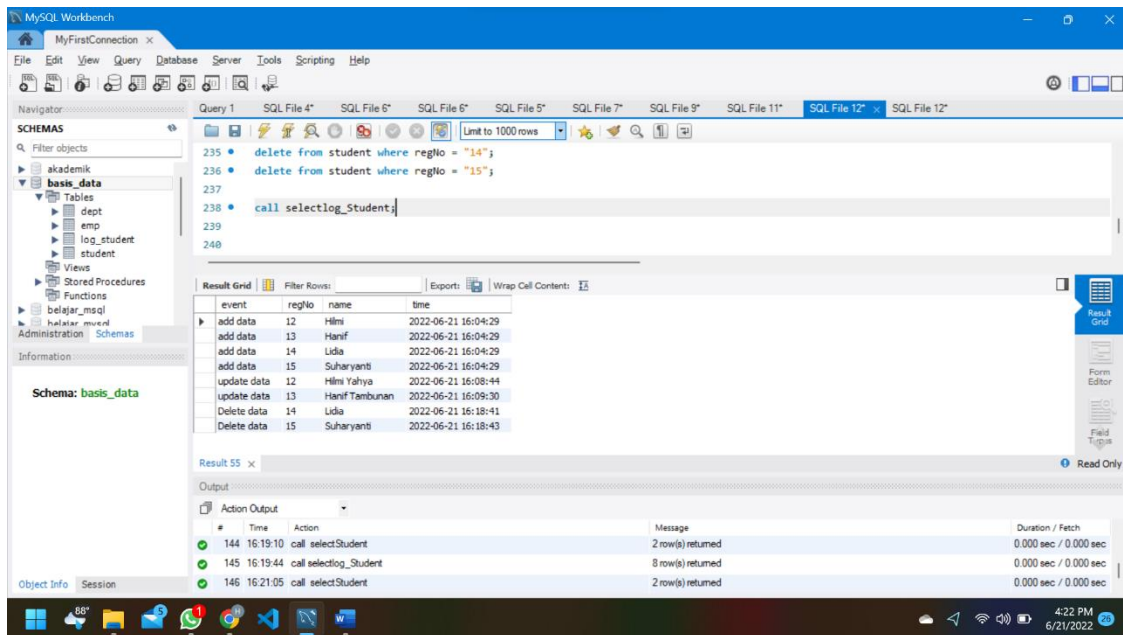 MySQL Workbench
MyFirstConnection ×
File Edit View Query Database Server Tools Scripting Help
Navigator
SCHEMAS
Filter objects
akademik
basis_data
Tables
dept
emp
log_student
student
Views
Stored Procedures
Functions
belajar_msql
belajar_mysql
Administration Schemas
Information
Schema: basis_data
Object Info Session
Query 1 SQL File 4* SQL File 6* SQL File 6* SQL File 5* SQL File 7* SQL File 9* SQL File 11* SQL File 12* × SQL File 12*
Limit to 1000 rows
235 delete from student where regNo = "14";
236 delete from student where regNo = "15";
237
238 call selectlog_Student;
239
240
Result Grid Filter Rows: Export: Wrap Cell Content:
event regNo name time
add data 12 Hilmi 2022-06-21 16:04:29
add data 13 Hanif 2022-06-21 16:04:29
add data 14 Lidia 2022-06-21 16:04:29
add data 15 Suharyanti 2022-06-21 16:04:29
update data 12 Hilmi Yahya 2022-06-21 16:08:44
update data 13 Hanif Tambunan 2022-06-21 16:09:30
Delete data 14 Lidia 2022-06-21 16:18:41
Delete data 15 Suharyanti 2022-06-21 16:18:43
Result Grid
Form Editor
Field Types
Result 55 × Read Only
Output
Action Output
# Time Action Message Duration / Fetch
144 16:19:10 call selectStudent 2 row(s) returned 0.000 sec / 0.000 sec
145 16:19:44 call selectlog_Student 8 row(s) returned 0.000 sec / 0.000 sec
146 16:21:05 call selectStudent 2 row(s) returned 0.000 sec / 0.000 sec
88° 5 1 4:22 PM
6/21/2022 26